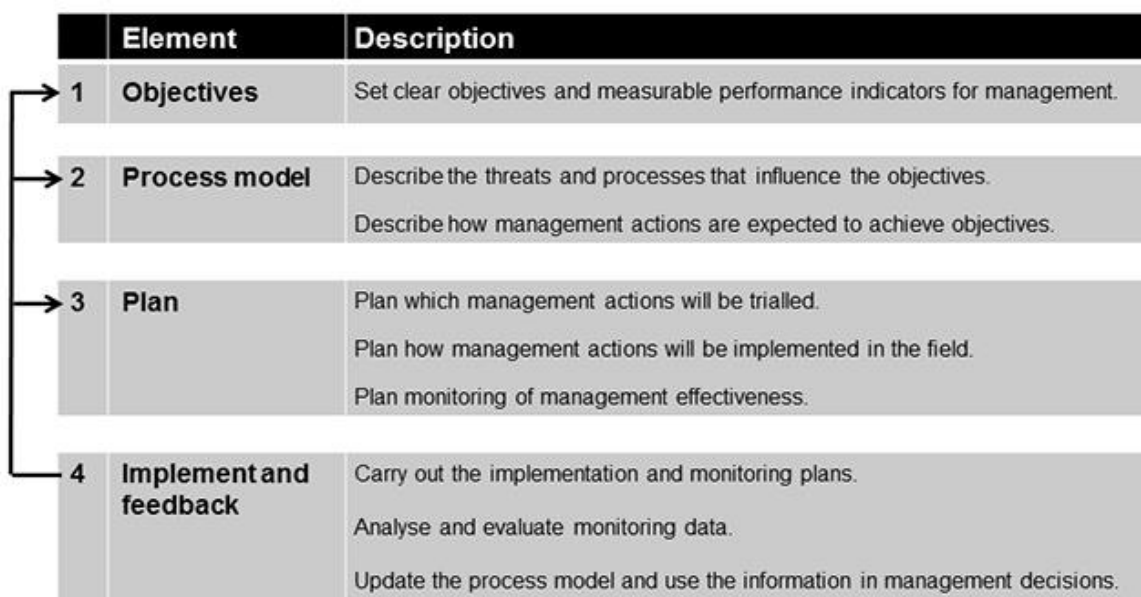 Element Description
1 Objectives Set clear objectives and measurable performance indicators for management.
2 Process model Describe the threats and processes that influence the objectives.
Describe how management actions are expected to achieve objectives.
3 Plan Plan which management actions will be trialled.
Plan how management actions will be implemented in the field.
Plan monitoring of management effectiveness.
4 Implement and Carry out the implementation and monitoring plans.
feedback
Analyse and evaluate monitoring data.
Update the process model and use the information in management decisions.